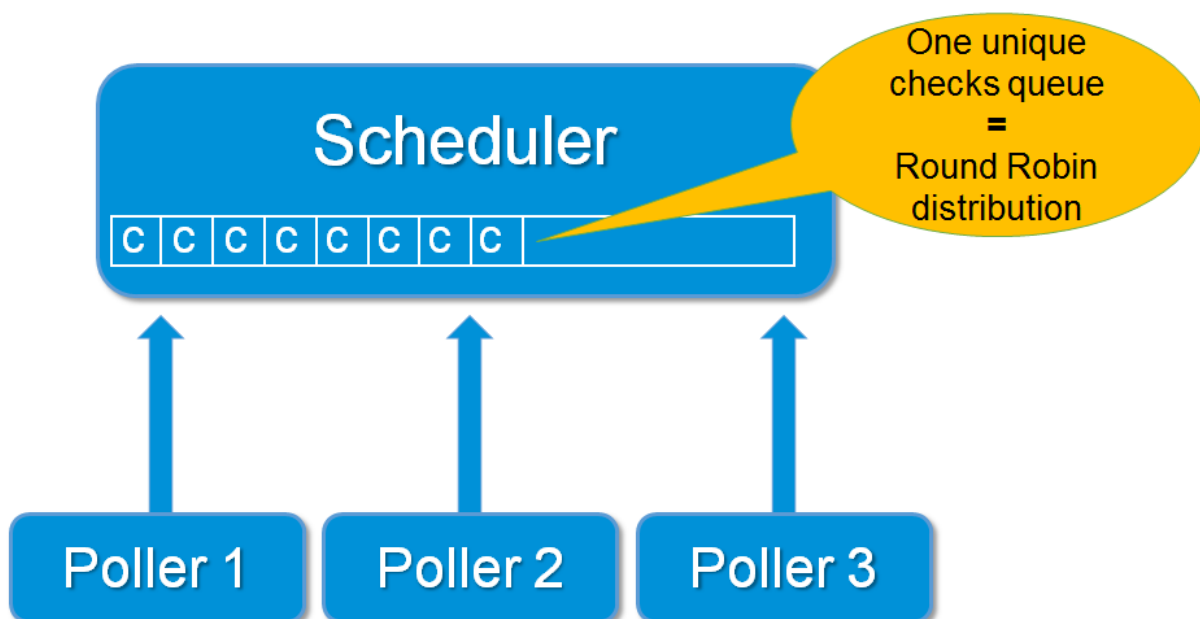 One unique
checks queue
=
Round Robin
distribution
Scheduler
C C C C C C C C
Poller 1
Poller 2
Poller 3